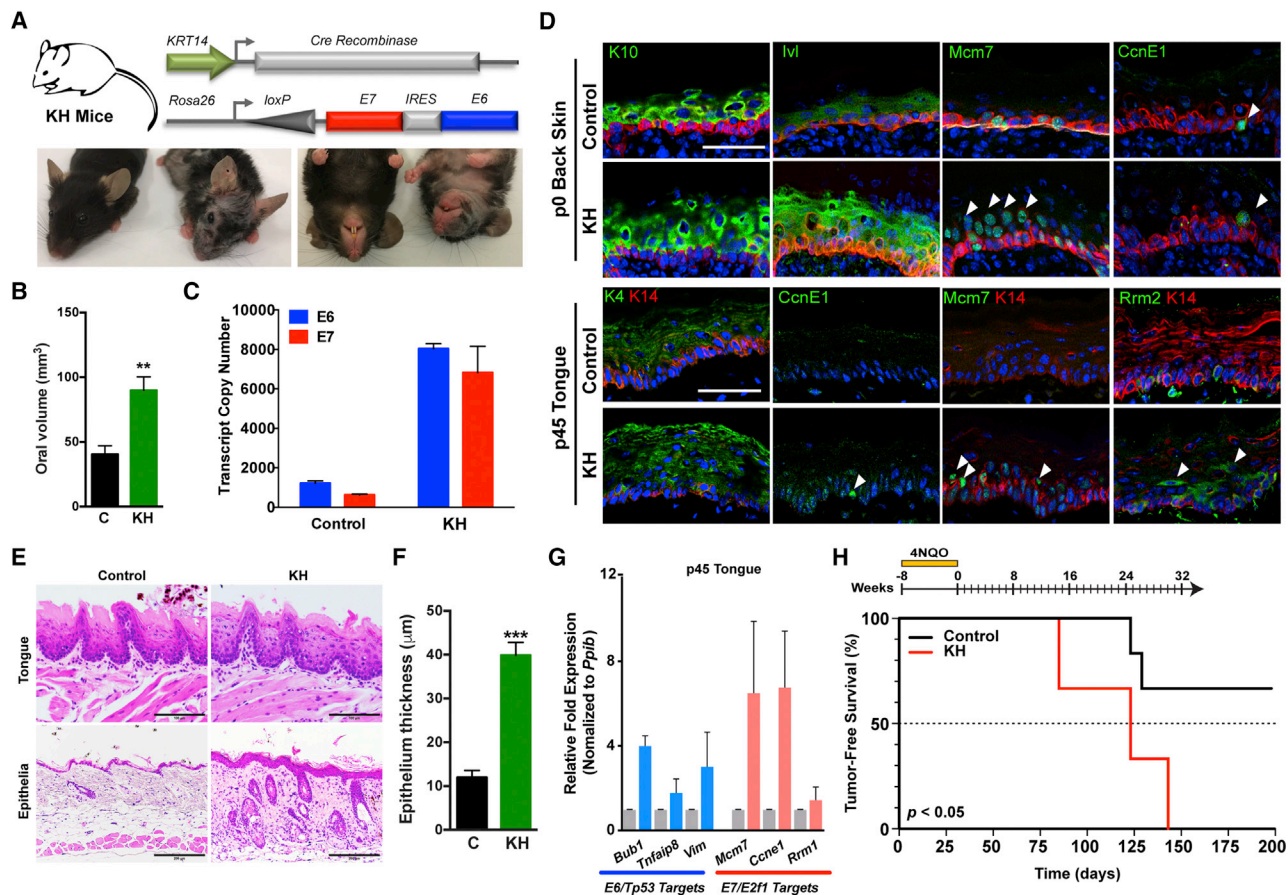 A
KRT14
Cre Recombinase
KH Mice
Rosa26
loxP
E7
IRES
E6
B
Oral volume (mm³)
150
100
50
0
**
C
KH
C
Transcript Copy Number
10000
8000
6000
4000
2000
0
E6
E7
Control
KH
D
p0 Back Skin
Control
KH
K10
Ivl
Mcm7
CcnE1
p45 Tongue
Control
KH
K4 K14
CcnE1
Mcm7 K14
Rrm2 K14
E
Control
KH
Tongue
Epithelia
F
Epithelium thickness (μm)
50
40
30
20
10
0
***
C
KH
G
p45 Tongue
Relative Fold Expression
(Nomalized to Ppib)
12
8
4
0
Bub1
Tnfaip8
Vim
Mcm7
Ccne1
Rrm1
E6/Tp53 Targets
E7/E2f1 Targets
H
4NQO
Weeks
-8
0
8
16
24
32
Tumor-Free Survival (%)
100
50
0
Control
KH
p < 0.05
0
25
50
75
100
125
150
175
200
Time (days)